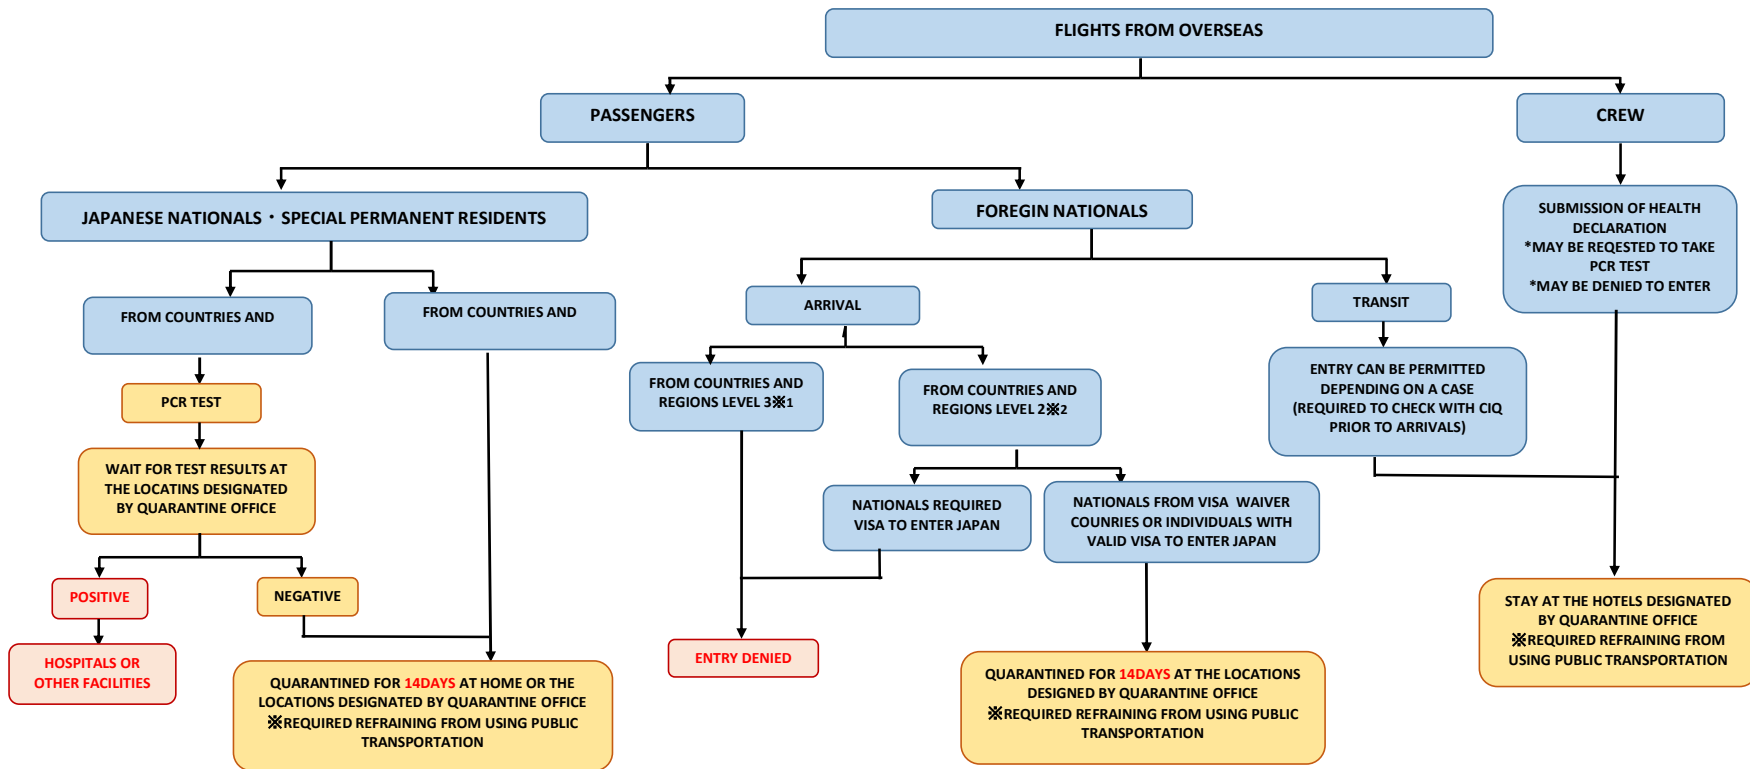 FLIGHTS FROM OVERSEAS
PASSENGERS
CREW
JAPANESE NATIONALS・SPECIAL PERMANENT RESIDENTS
FOREGIN NATIONALS
SUBMISSION OF HEALTH
DECLARATION
*MAY BE REQESTED TO TAKE
PCR TEST
*MAY BE DENIED TO ENTER
FROM COUNTRIES AND
FROM COUNTRIES AND
ARRIVAL
TRANSIT
FROM COUNTRIES AND
REGIONS LEVEL 3※1
FROM COUNTRIES AND
REGIONS LEVEL 2※2
ENTRY CAN BE PERMITTED
DEPENDING ON A CASE
(REQUIRED TO CHECK WITH CIQ
PRIOR TO ARRIVALS)
PCR TEST
WAIT FOR TEST RESULTS AT
THE LOCATINS DESIGNATED
BY QUARANTINE OFFICE
NATIONALS REQUIRED
VISA TO ENTER JAPAN
NATIONALS FROM VISA WAIVER
COUNRIES OR INDIVIDUALS WITH
VALID VISA TO ENTER JAPAN
POSITIVE
NEGATIVE
HOSPITALS OR
OTHER FACILITIES
QUARANTINED FOR 14DAYS AT HOME OR THE
LOCATIONS DESIGNATED BY QUARANTINE OFFICE
※REQUIRED REFRAINING FROM USING PUBLIC
TRANSPORTATION
ENTRY DENIED
QUARANTINED FOR 14DAYS AT THE LOCATIONS
DESIGNED BY QUARANTINE OFFICE
※REQUIRED REFRAINING FROM USING PUBLIC
TRANSPORTATION
STAY AT THE HOTELS DESIGNATED
BY QUARANTINE OFFICE
※REQUIRED REFRAINING FROM
USING PUBLIC TRANSPORTATION